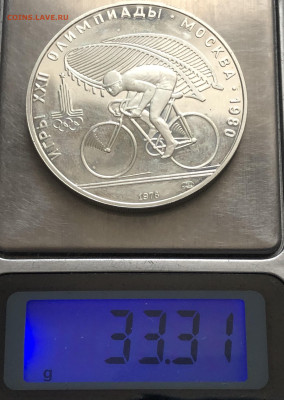 COINS.LAVE.RU
ИГРЫ XXII ОЛИМПИАДЫ · МОСКВА · 1980
1978
33.31
g